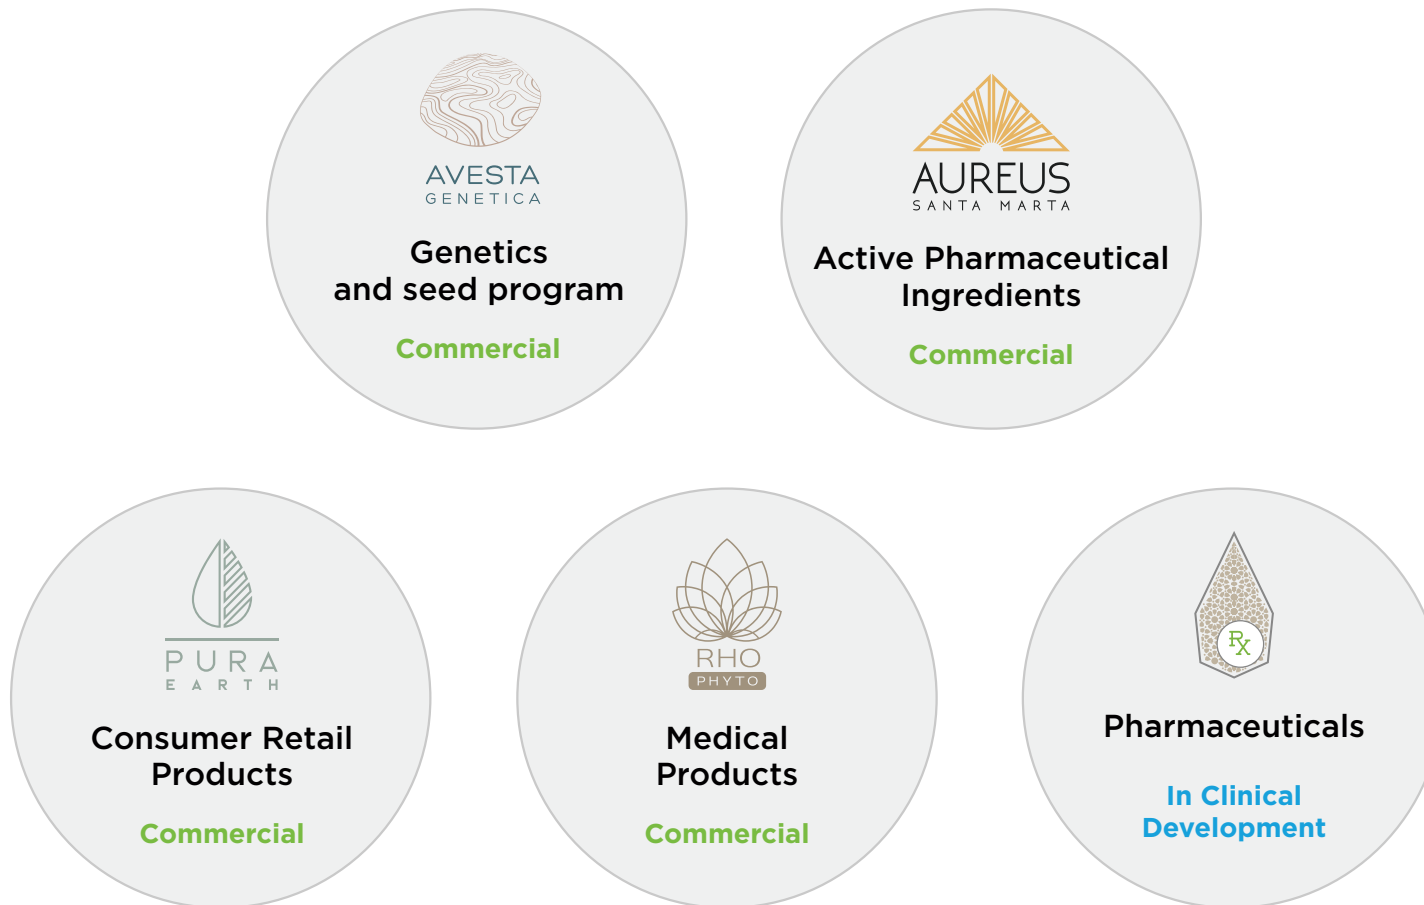 AVESTA
GENETICA
Genetics
and seed program
Commercial
AUREUS
SANTA MARTA
Active Pharmaceutical
Ingredients
Commercial
PURA
EARTH
Consumer Retail
Products
Commercial
RHO
PHYTO
Medical
Products
Commercial
Rx
Pharmaceuticals
In Clinical
Development